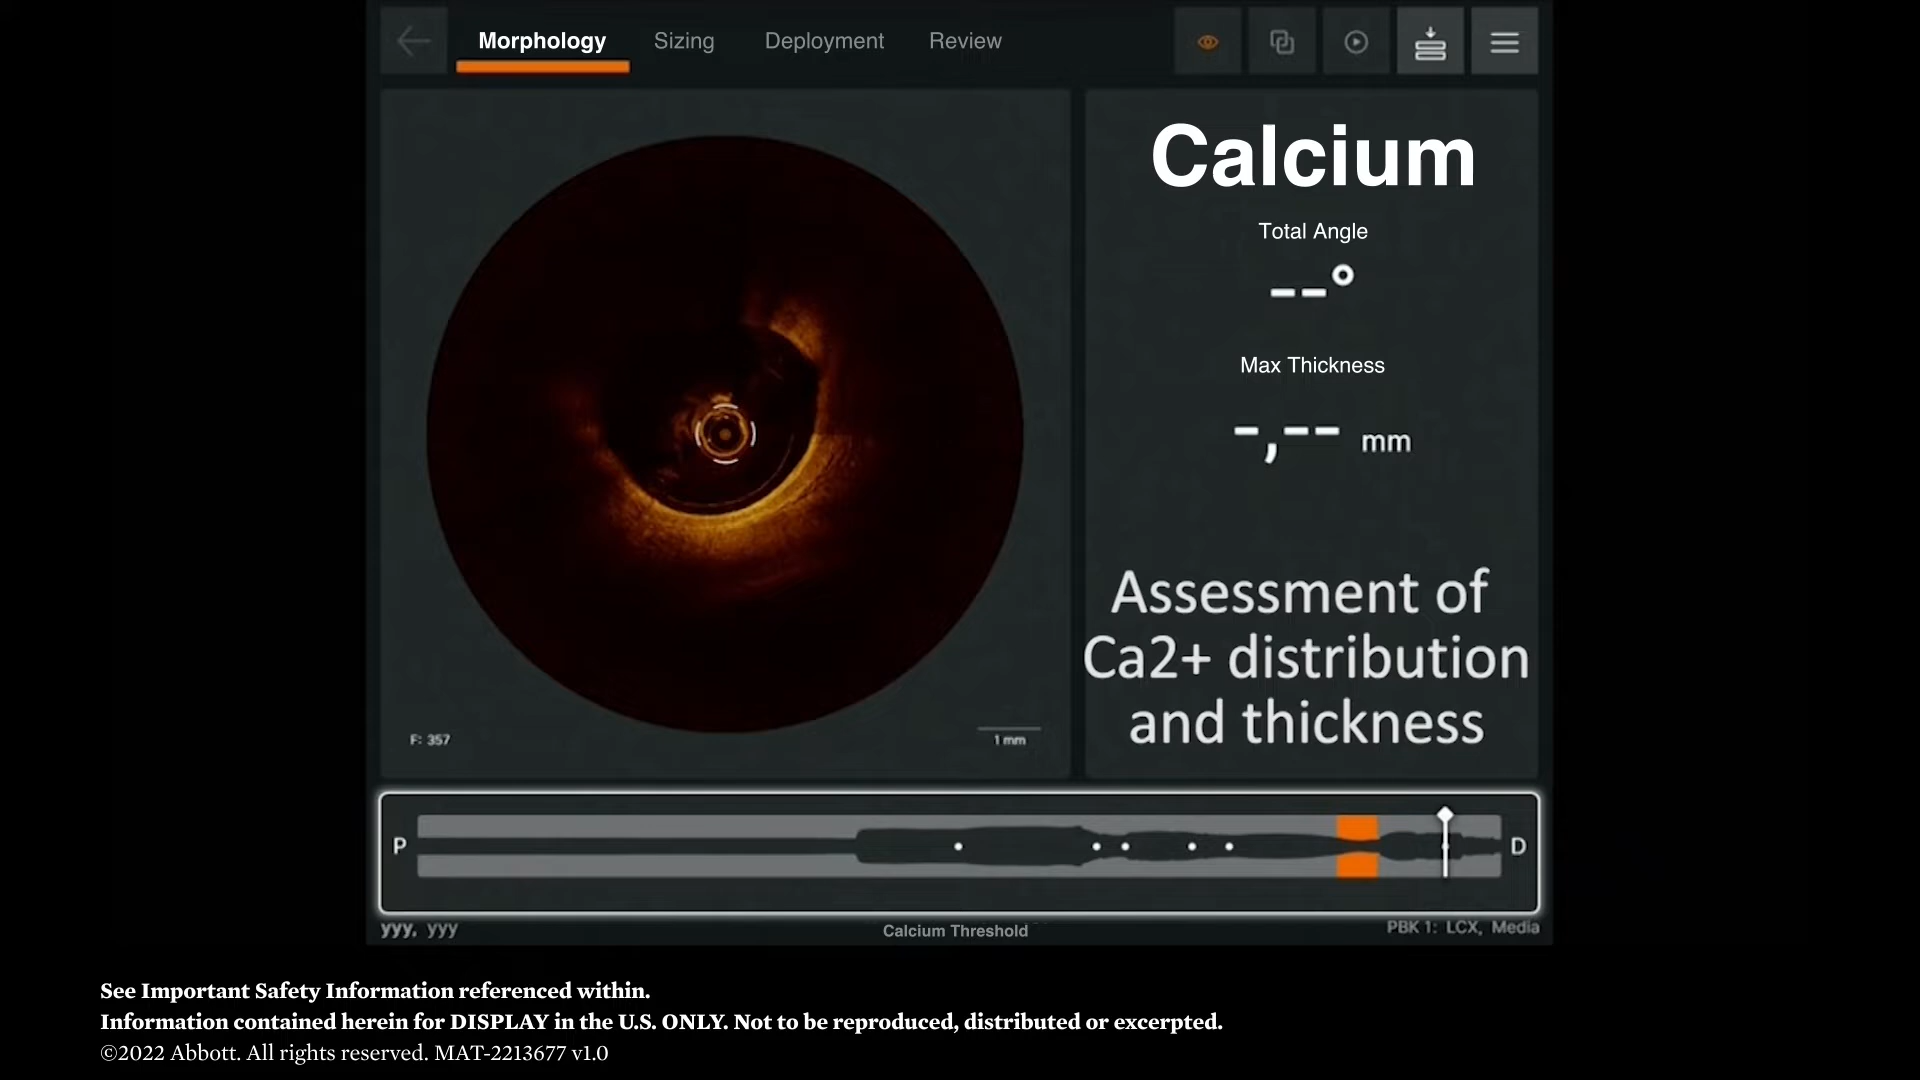 Morphology Sizing Deployment Review
Calcium
Total Angle
--°
Max Thickness
-,-- mm
Assessment of
Ca2+ distribution
and thickness
F: 357
1 mm
P
D
yyy, yyy
Calcium Threshold
PBK 1: LCX, Media
See Important Safety Information referenced within.
Information contained herein for DISPLAY in the U.S. ONLY. Not to be reproduced, distributed or excerpted.
©2022 Abbott. All rights reserved. MAT-2213677 v1.0